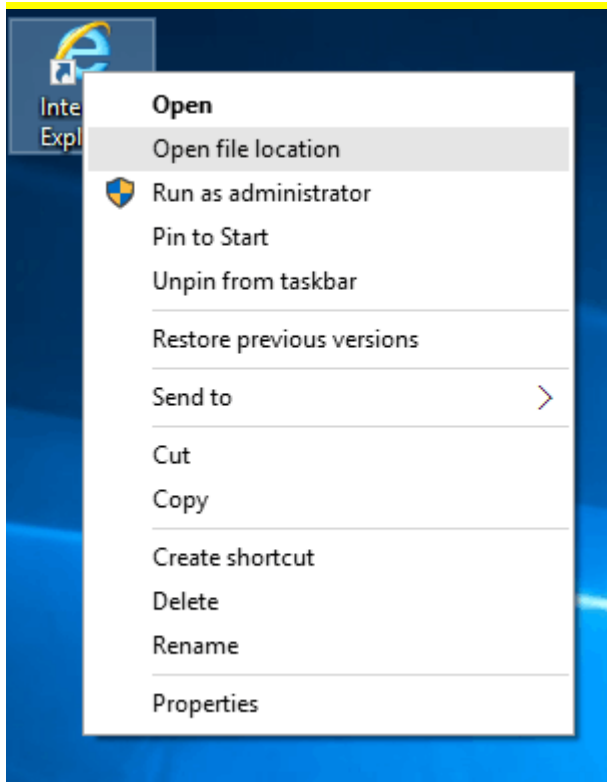 Inte
Expl
Open
Open file location
Run as administrator
Pin to Start
Unpin from taskbar
Restore previous versions
Send to
Cut
Copy
Create shortcut
Delete
Rename
Properties